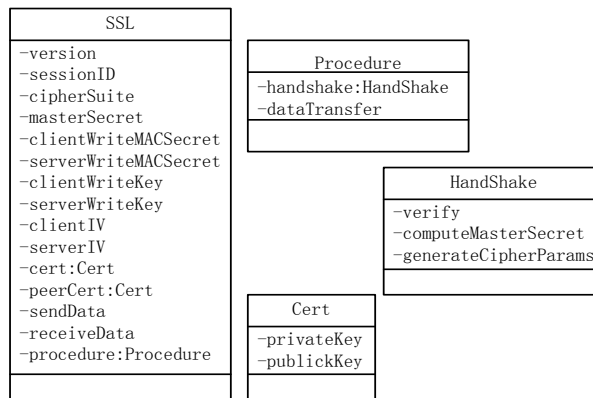 SSL
-version
-sessionID
-cipherSuite
-masterSecret
-clientWriteMACSecret
-serverWriteMACSecret
-clientWriteKey
-serverWriteKey
-clientIV
-serverIV
-cert:Cert
-peerCert:Cert
-sendData
-receiveData
-procedure:Procedure
Procedure
-handshake:HandShake
-dataTransfer
HandShake
-verify
-computeMasterSecret
-generateCipherParams
Cert
-privateKey
-publickKey